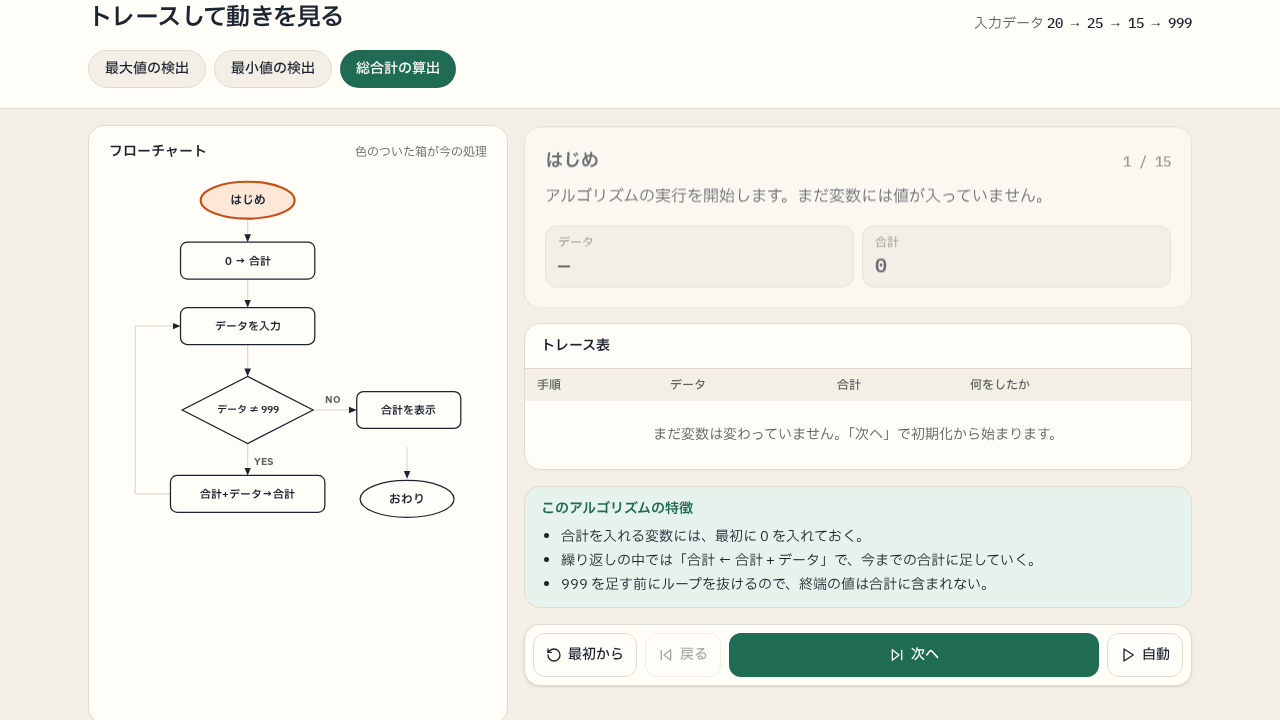 トレースして動きを見る
入力データ 20 → 25 → 15 → 999
最大値の検出
最小値の検出
総合計の算出
フローチャート
色のついた箱が今の処理
はじめ
0 → 合計
データを入力
データ ≠ 999
NO
合計を表示
YES
合計+データ→合計
おわり
はじめ
1 / 15
アルゴリズムの実行を開始します。まだ変数には値が入っていません。
データ
—
合計
0
トレース表
手順 データ 合計 何をしたか
まだ変数は変わっていません。「次へ」で初期化から始まります。
このアルゴリズムの特徴
• 合計を入れる変数には、最初に 0 を入れておく。
• 繰り返しの中では「合計 ← 合計 + データ」で、今までの合計に足していく。
• 999 を足す前にループを抜けるので、終端の値は合計に含まれない。
最初から
戻る
次へ
自動